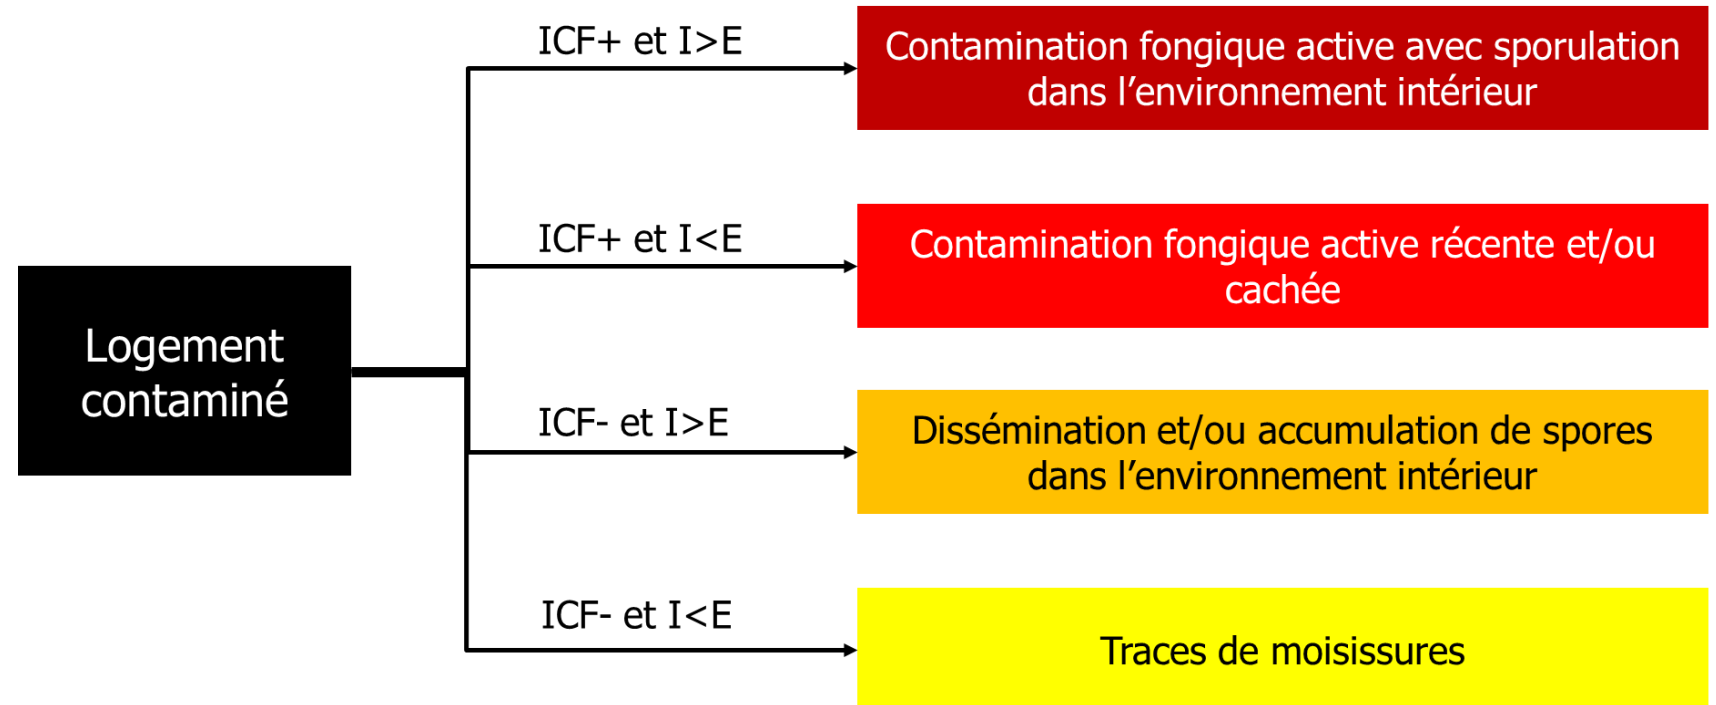 Logement
contaminé
ICF+ et I>E
Contamination fongique active avec sporulation
dans l’environnement intérieur
ICF+ et I<E
Contamination fongique active récente et/ou
cachée
ICF- et I>E
Dissémination et/ou accumulation de spores
dans l’environnement intérieur
ICF- et I<E
Traces de moisissures